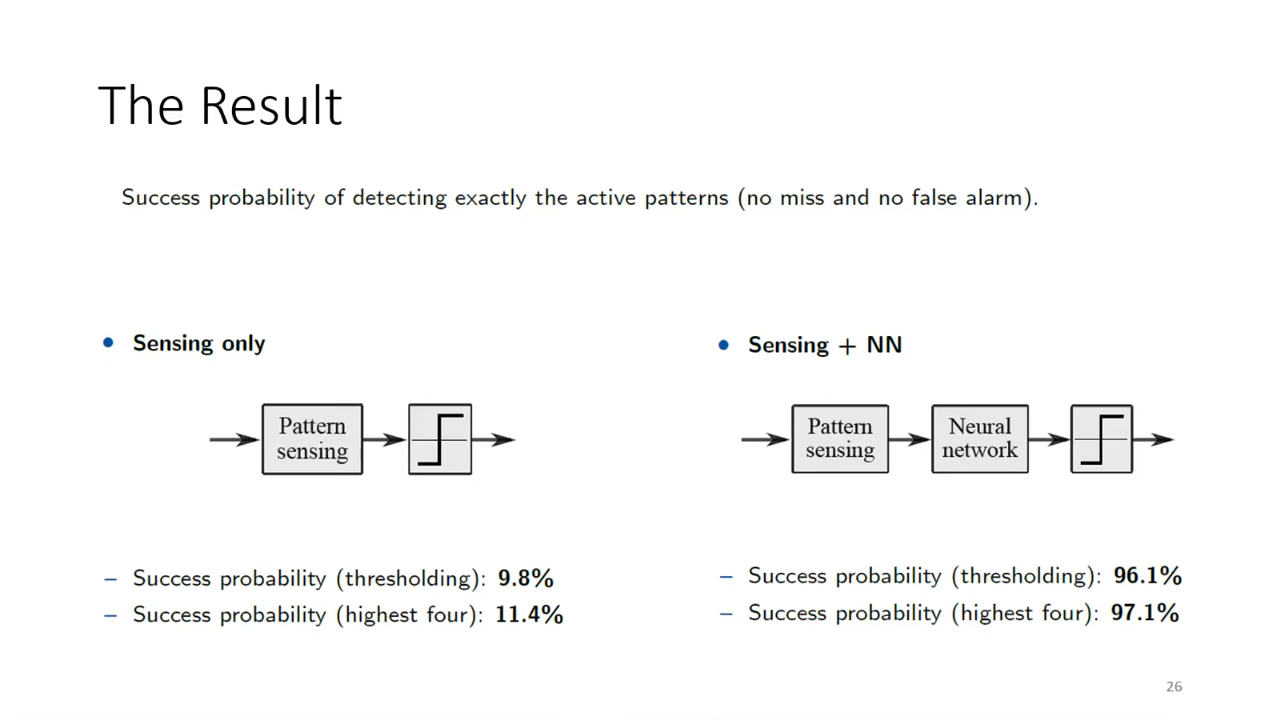 The Result
Success probability of detecting exactly the active patterns (no miss and no false alarm).
• Sensing only
Pattern
sensing
– Success probability (thresholding): 9.8%
– Success probability (highest four): 11.4%
• Sensing + NN
Pattern
sensing
Neural
network
– Success probability (thresholding): 96.1%
– Success probability (highest four): 97.1%
26